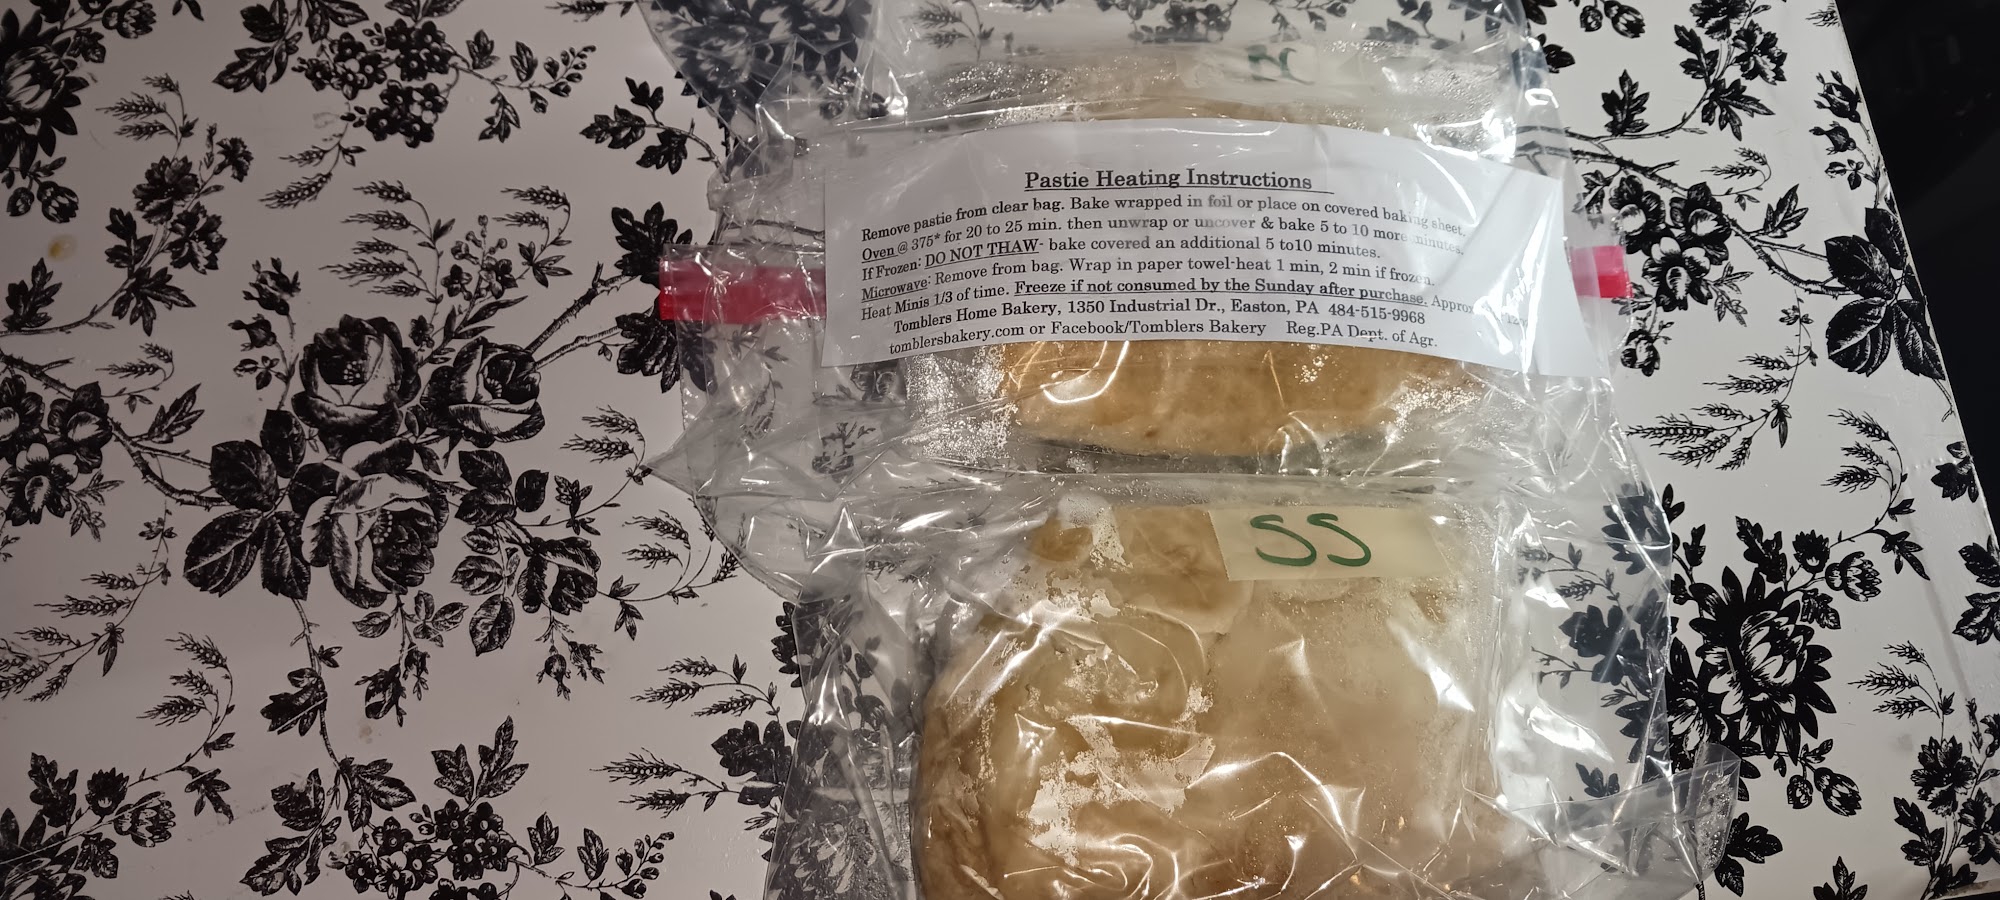 Pastie Heating Instructions
Remove pastie from clear bag. Bake wrapped in foil or place on covered baking sheet.
Oven @ 375* for 20 to 25 min. then unwrap or uncover & bake 5 to 10 more minutes.
If Frozen: DO NOT THAW- bake covered an additional 5 to10 minutes.
Microwave: Remove from bag. Wrap in paper towel-heat 1 min, 2 min if frozen.
Heat Minis 1/3 of time. Freeze if not consumed by the Sunday after purchase. Approx
Tomblers Home Bakery, 1350 Industrial Dr., Easton, PA 484-515-9968
tomblersbakery.com or Facebook/Tomblers Bakery Reg.PA Dept. of Agr.
SS